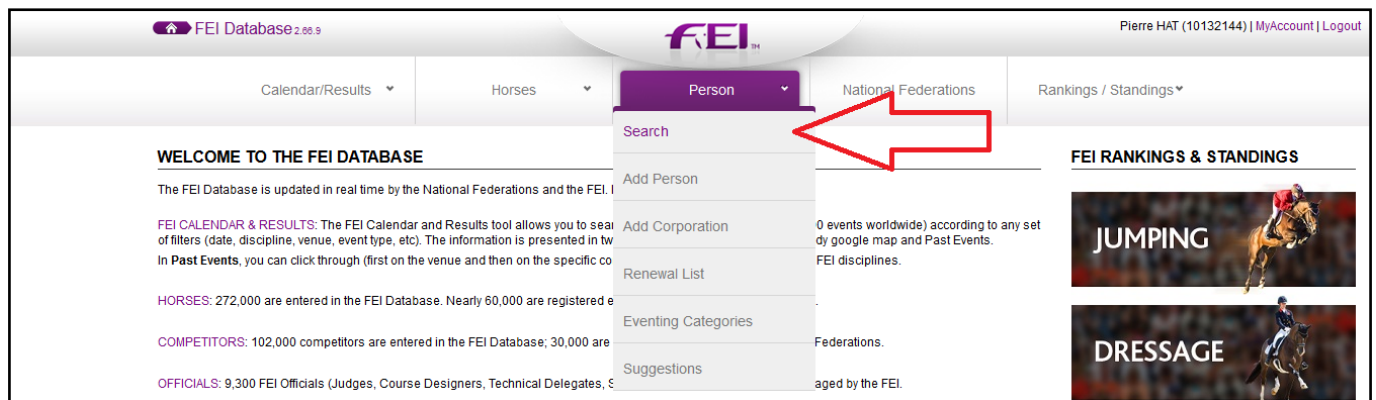 FEI Database 2.66.9
FEI TM
Pierre HAT (10132144) | MyAccount | Logout
Calendar/Results
Horses
Person
National Federations
Rankings / Standings
Search
Add Person
Add Corporation
Renewal List
Eventing Categories
Suggestions
WELCOME TO THE FEI DATABASE
The FEI Database is updated in real time by the National Federations and the FEI.
FEI CALENDAR & RESULTS: The FEI Calendar and Results tool allows you to sear 0 events worldwide) according to any set
of filters (date, discipline, venue, event type, etc). The information is presented in tw dy google map and Past Events.
In Past Events, you can click through (first on the venue and then on the specific co FEI disciplines.
HORSES: 272,000 are entered in the FEI Database. Nearly 60,000 are registered e
COMPETITORS: 102,000 competitors are entered in the FEI Database; 30,000 are Federations.
OFFICIALS: 9,300 FEI Officials (Judges, Course Designers, Technical Delegates, S aged by the FEI.
FEI RANKINGS & STANDINGS
JUMPING
DRESSAGE